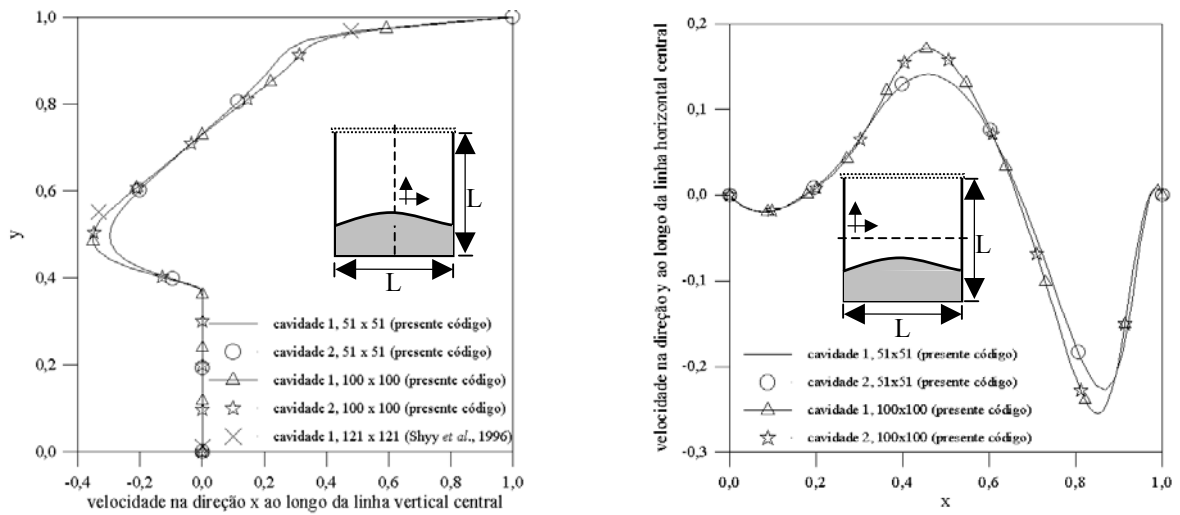 1,0
0,8
0,6
0,4
0,2
0,0
y
-0,4
-0,2
0,0
0,2
0,4
0,6
0,8
1,0
velocidade na direção x ao longo da linha vertical central
L
L
cavidade 1, 51 x 51 (presente código)
cavidade 2, 51 x 51 (presente código)
cavidade 1, 100 x 100 (presente código)
cavidade 2, 100 x 100 (presente código)
cavidade 1, 121 x 121 (Shyy et al., 1996)
velocidade na direção y ao longo da linha horizontal central
0,2
0,1
0,0
-0,1
-0,2
-0,3
L
L
cavidade 1, 51x51 (presente código)
cavidade 2, 51x51 (presente código)
cavidade 1, 100x100 (presente código)
cavidade 2, 100x100 (presente código)
0,0
0,2
0,4
0,6
0,8
1,0
x